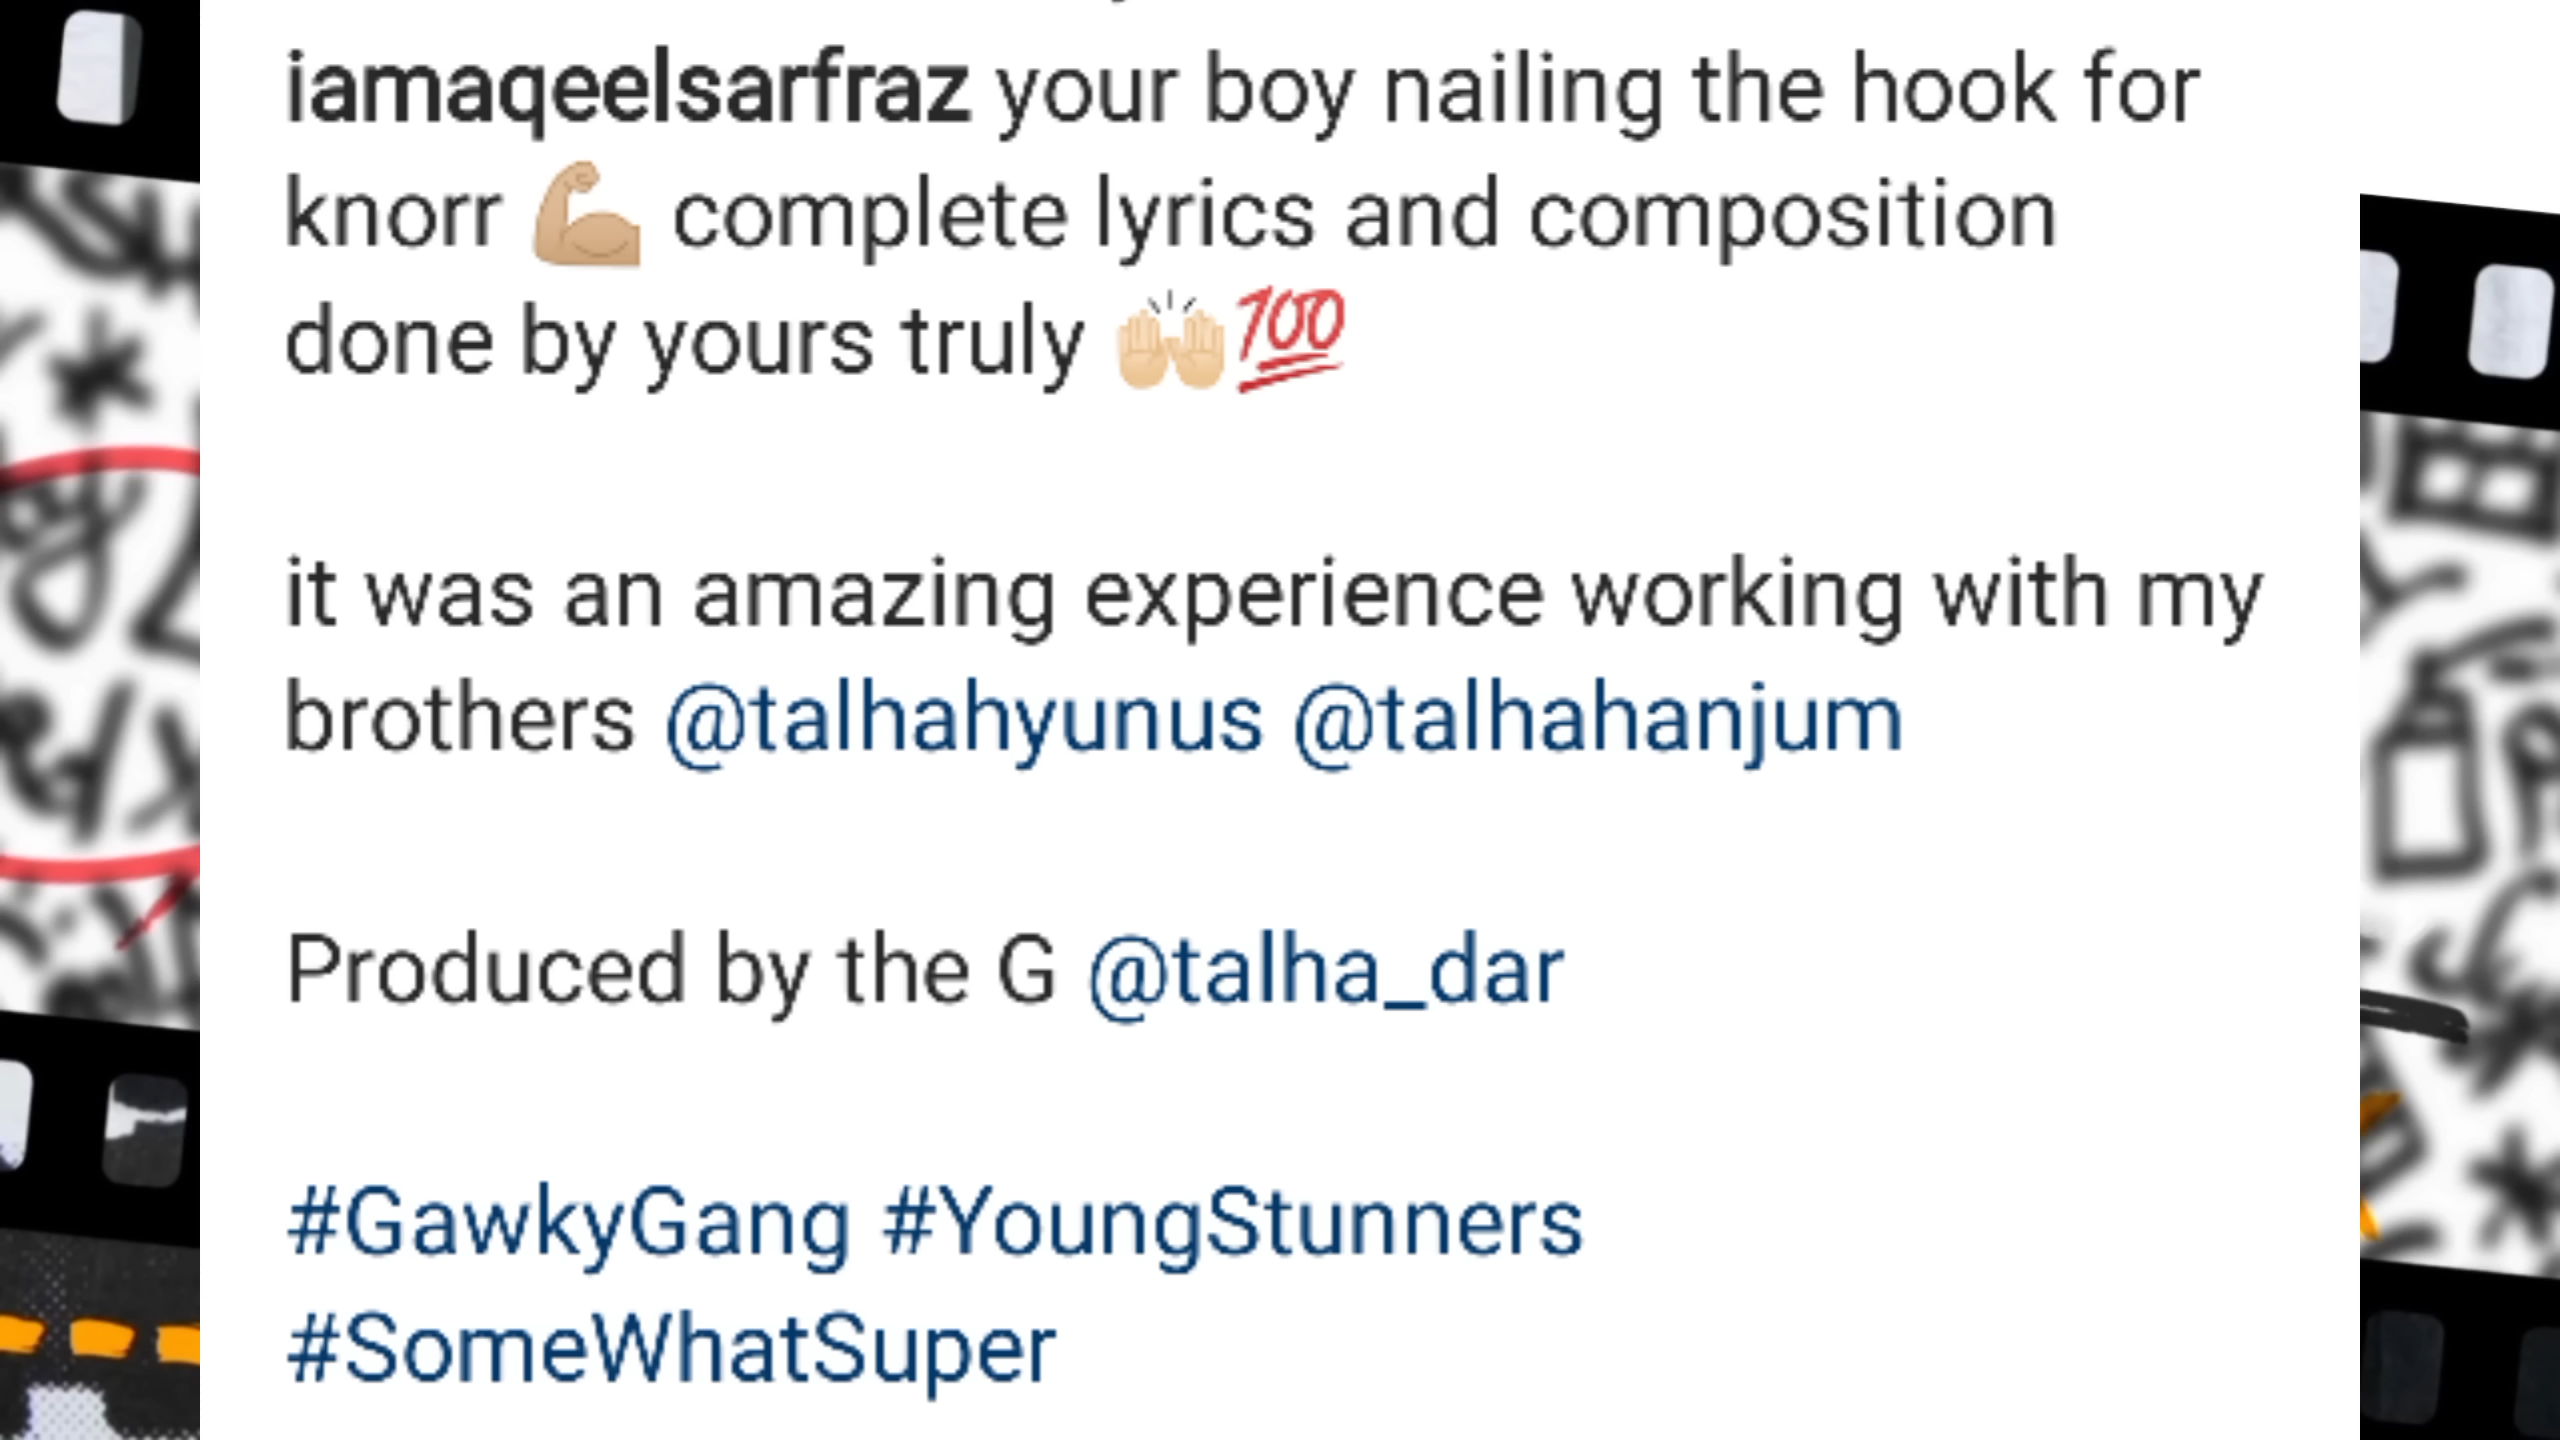 iamaqeelsarfraz your boy nailing the hook for
knorr 💪🏼 complete lyrics and composition
done by yours truly 🙌🏻💯
it was an amazing experience working with my
brothers @talhahyunus @talhahanjum
Produced by the G @talha_dar
#GawkyGang #YoungStunners
#SomeWhatSuper